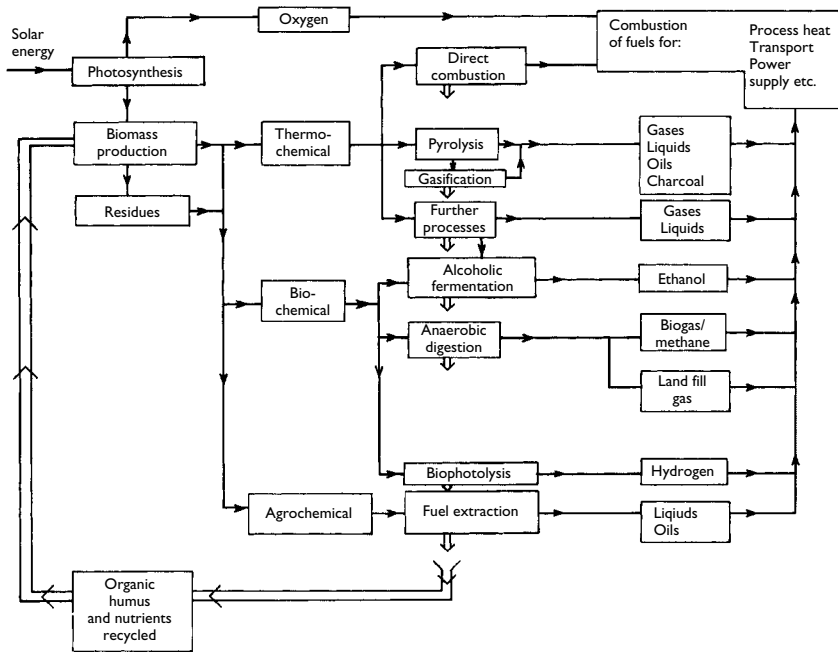 Oxygen
Solar
energy
Photosynthesis
Combustion
of fuels for:
Process heat
Transport
Power
supply etc.
Direct
combustion
Biomass
production
Thermo-
chemical
Pyrolysis
Gasification
Gases
Liquids
Oils
Charcoal
Residues
Further
processes
Gases
Liquids
Alcoholic
fermentation
Ethanol
Bio-
chemical
Anaerobic
digestion
Biogas/
methane
Land fill
gas
Biophotolysis
Hydrogen
Agrochemical
Fuel extraction
Liqiuds
Oils
Organic
humus
and nutrients
recycled